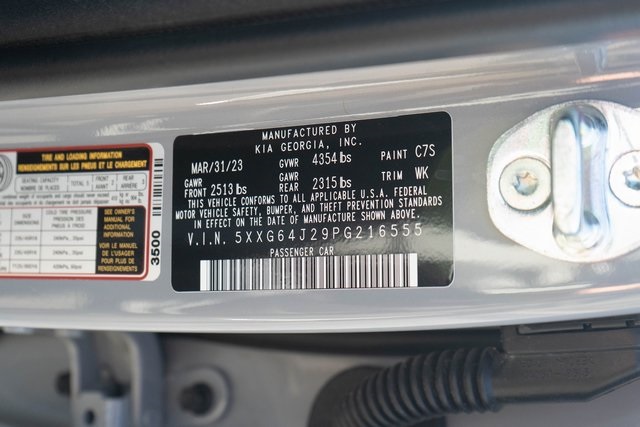 TIRE AND LOADING INFORMATION
RENSEIGNEMENTS SUR LES PNEUS ET LE CHARGEMENT
SEE OWNER'S
MANUAL FOR
ADDITIONAL
INFORMATION
VOIR LE MANUEL
DE L'USAGER
POUR PLUS DE
RENSEIGNEMENTS
3500
MANUFACTURED BY
KIA GEORGIA, INC.
MAR/31/23 GVWR 4354 lbs PAINT C7S
GAWR FRONT 2513 lbs GAWR REAR 2315 lbs TRIM WK
THIS VEHICLE CONFORMS TO ALL APPLICABLE U.S.A. FEDERAL
MOTOR VEHICLE SAFETY, BUMPER, AND THEFT PREVENTION STANDARDS
IN EFFECT ON THE DATE OF MANUFACTURE SHOWN ABOVE.
V.I.N. 5XXG64J29PG216555
PASSENGER CAR